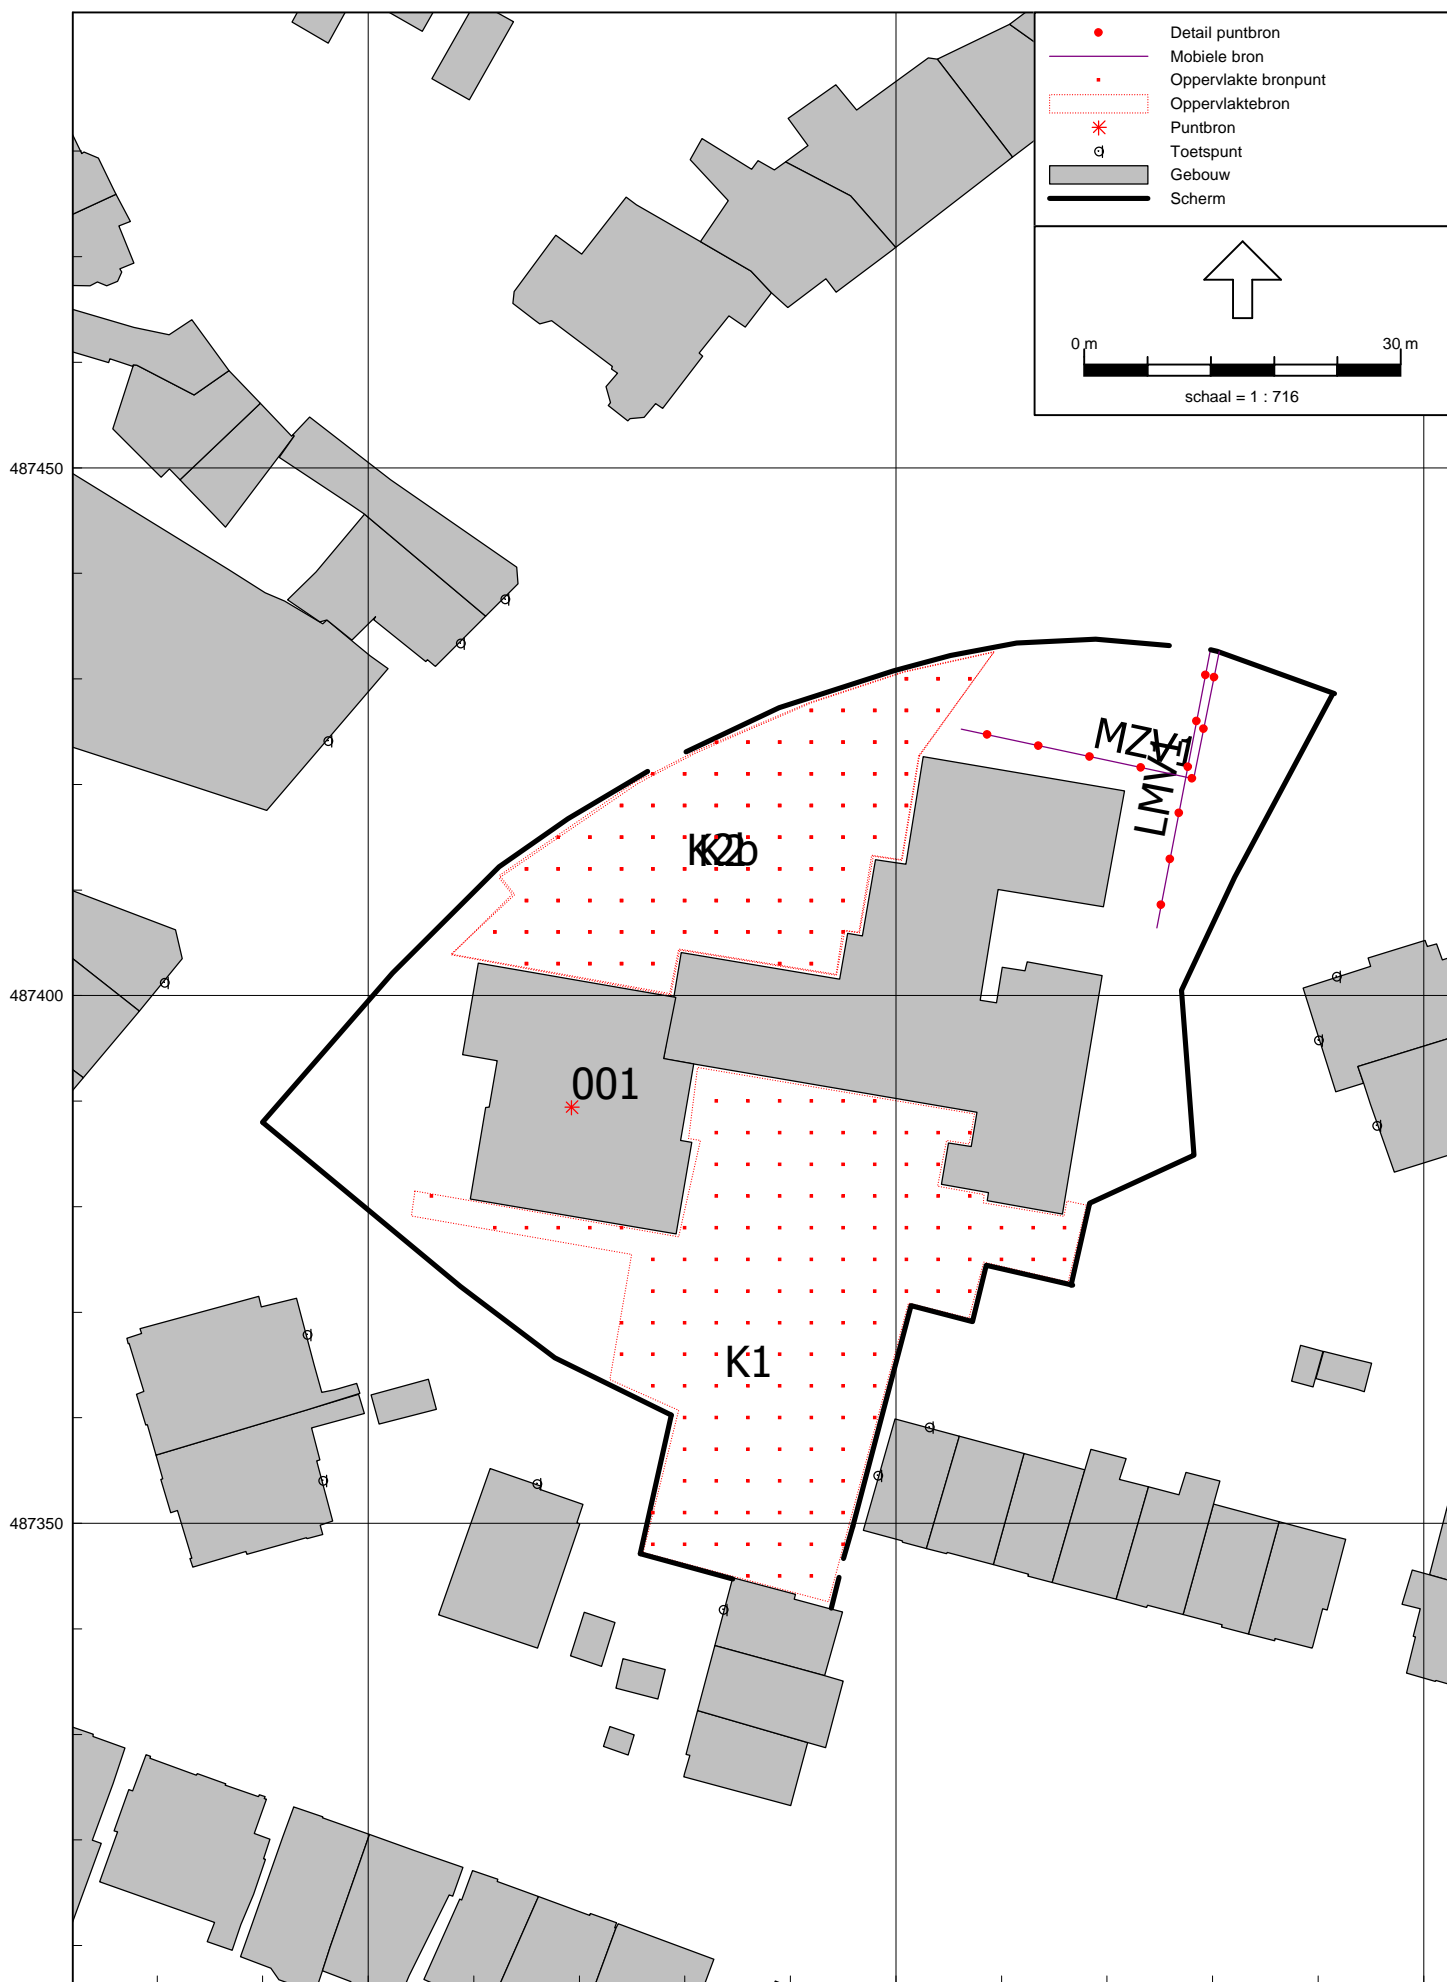 Detail puntbron
Mobiele bron
Oppervlakte bronpunt
Oppervlaktebron
Puntbron
Toetspunt
Gebouw
Scherm
0 m 30 m
schaal = 1 : 716
487450
487400
487350
K2b
001
K1